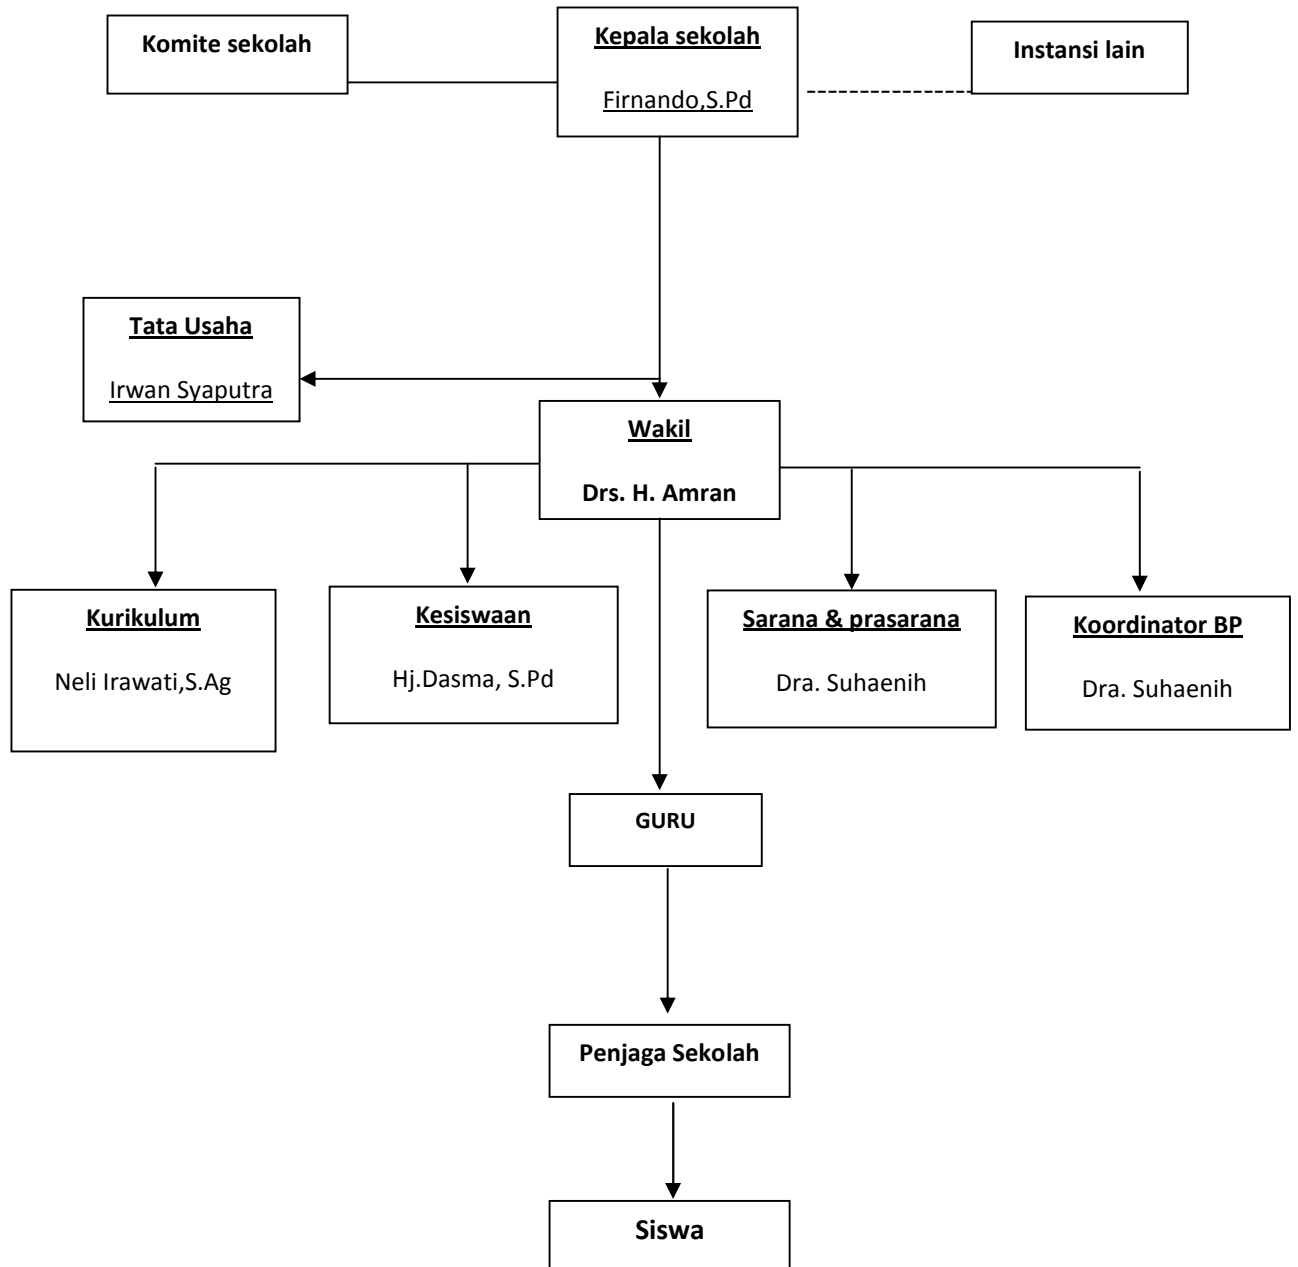 Komite sekolah
Kepala sekolah
Firnando,S.Pd
Instansi lain
Tata Usaha
Irwan Syaputra
Wakil
Drs. H. Amran
Kurikulum
Neli Irawati,S.Ag
Kesiswaan
Hj.Dasma, S.Pd
Sarana & prasarana
Dra. Suhaenih
Koordinator BP
Dra. Suhaenih
GURU
Penjaga Sekolah
Siswa